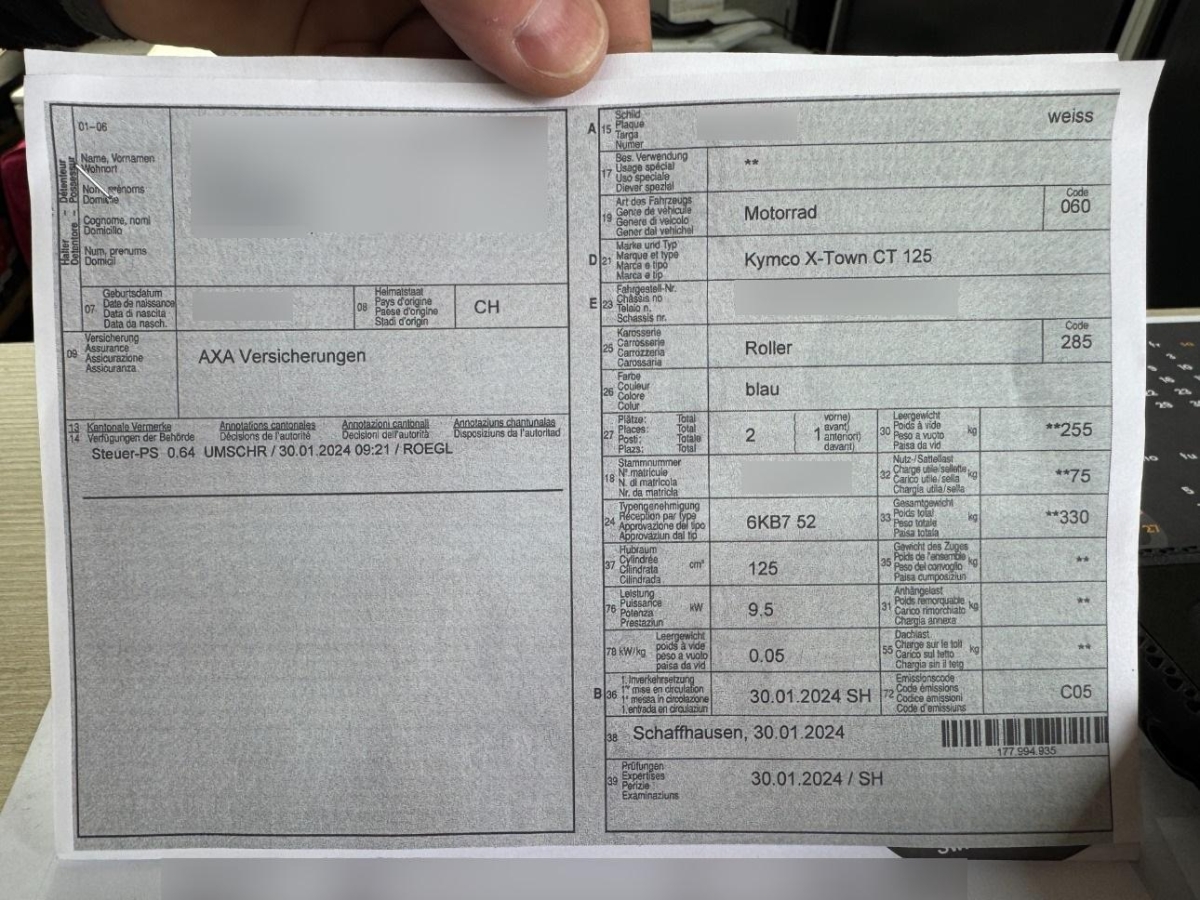 01–06
Halter – Détenteur
Detentore – Possessur
Name, Vornamen
Wohnort
Nom, prénoms
Domicile
Cognome, nomi
Domicilio
Num, prenums
Domicil
07
Geburtsdatum
Date de naissance
Data di nascita
Data da nasch.
08
Heimatstaat
Pays d'origine
Paese d'origine
Stadi d'origin
CH
09
Versicherung
Assurance
Assicurazione
Assicuranza
AXA Versicherungen
13 Kantonale Vermerke Annotations cantonales Annotazioni cantonali Annotaziuns chantunalas
14 Verfügungen der Behörde Décisions de l'autorité Decisioni dell'autorità Disposiziuns da l'autoritad
Steuer-PS 0.64 UMSCHR / 30.01.2024 09:21 / ROEGL
A 15
Schild
Plaque
Targa
Numer
weiss
17
Bes. Verwendung
Usage spécial
Uso speciale
Diever spezial
**
19
Art des Fahrzeugs
Genre de véhicule
Genere di veicolo
Gener dal vehichel
Motorrad
Code
060
D 21
Marke und Typ
Marque et type
Marca e tipo
Marca e tip
Kymco X-Town CT 125
E 23
Fahrgestell-Nr.
Châssis no
Telaio n.
Schassis nr.
25
Karosserie
Carrosserie
Carrozzeria
Carossaria
Roller
Code
285
26
Farbe
Couleur
Colore
Colur
blau
27
Plätze: Total
Places: Total
Posti: Totale
Plazs: Total
2
1
vorne)
avant)
anteriori)
davant)
30
Leergewicht
Poids à vide
Peso a vuoto
Paisa da vid
kg
**255
18
Stammnummer
N° matricule
N. di matricola
Nr. da matricla
32
Nutz-/Sattellast
Charge utile/sellette
Carico utile/sella
Chargia utila/sella
kg
**75
24
Typengenehmigung
Réception par type
Approvazione del tipo
Approvaziun dal tip
6KB7 52
33
Gesamtgewicht
Poids total
Peso totale
Paisa totala
kg
**330
37
Hubraum
Cylindrée
Cilindrata
Cilindrada
cm³
125
35
Gewicht des Zuges
Poids de l'ensemble
Peso del convoglio
Paisa cumposiziun
kg
**
76
Leistung
Puissance
Potenza
Prestaziun
kW
9.5
31
Anhängelast
Poids remorquable
Carico rimorchiato
Chargia annexa
kg
**
78 kW/kg
Leergewicht
poids à vide
peso a vuoto
paisa da vid
0.05
55
Dachlast
Charge sur le toit
Carico sul tetto
Chargia sin il tetg
kg
**
B 36
1. Inverkehrsetzung
1re mise en circulation
1a messa in circolazione
1. entrada en circulaziun
30.01.2024 SH
72
Emissionscode
Code émissions
Codice emissioni
Code d'emissiuns
C05
38 Schaffhausen, 30.01.2024
177.994.935
39
Prüfungen
Expertises
Perizie
Examinaziuns
30.01.2024 / SH